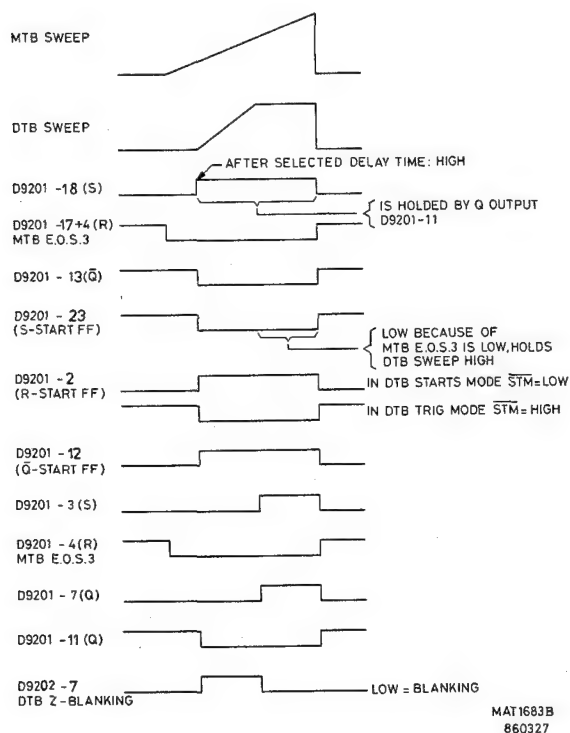 MTB SWEEP
DTB SWEEP
AFTER SELECTED DELAY TIME: HIGH
D9201 -18 (S)
IS HOLDED BY Q OUTPUT
D9201-11
D9201 -17+4 (R)
MTB E.O.S.3
D9201 - 13(Q̄)
D9201 - 23
(S-START FF)
LOW BECAUSE OF
MTB E.O.S.3 IS LOW, HOLDS
DTB SWEEP HIGH
D9201 - 2
(R-START FF)
IN DTB STARTS MODE S̅T̅M̅=LOW
IN DTB TRIG MODE S̅T̅M̅=HIGH
D9201 -12
(Q̄-START FF)
D9201 -3(S)
D9201 -4(R)
MTB E.O.S.3
D9201 -7(Q)
D9201 -11(Q)
D9202 -7
DTB Z-BLANKING
LOW = BLANKING
MAT1683B
860327